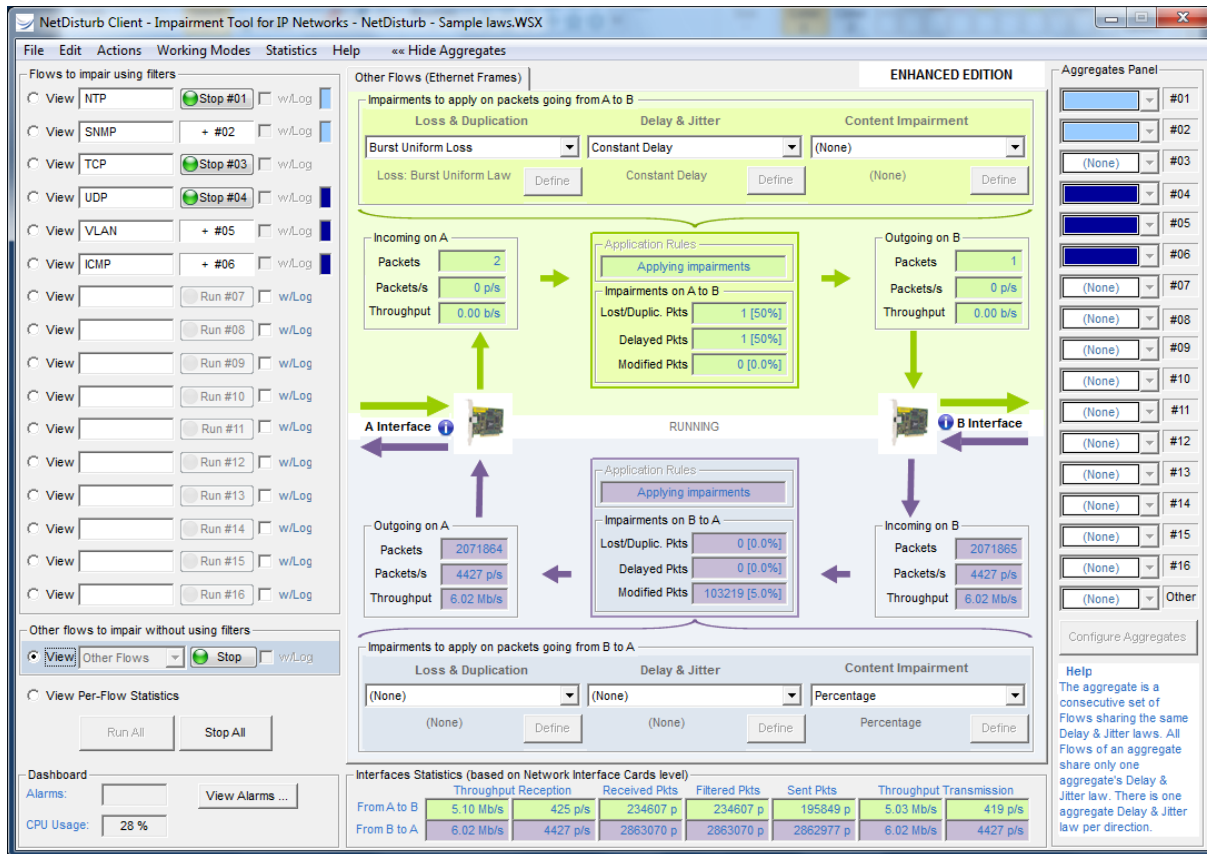 NetDisturb Client - Impairment Tool for IP Networks - NetDisturb - Sample laws.WSX
File Edit Actions Working Modes Statistics Help «« Hide Aggregates
Flows to impair using filters
View NTP Stop #01 w/Log
View SNMP + #02 w/Log
View TCP Stop #03 w/Log
View UDP Stop #04 w/Log
View VLAN + #05 w/Log
View ICMP + #06 w/Log
View Run #07 w/Log
View Run #08 w/Log
View Run #09 w/Log
View Run #10 w/Log
View Run #11 w/Log
View Run #12 w/Log
View Run #13 w/Log
View Run #14 w/Log
View Run #15 w/Log
View Run #16 w/Log
Other flows to impair without using filters
View Other Flows Stop w/Log
View Per-Flow Statistics
Run All Stop All
Dashboard
Alarms: View Alarms ...
CPU Usage: 28 %
Other Flows (Ethernet Frames) ENHANCED EDITION
Impairments to apply on packets going from A to B
Loss & Duplication Delay & Jitter Content Impairment
Burst Uniform Loss Constant Delay (None)
Loss: Burst Uniform Law Define Constant Delay Define (None) Define
Incoming on A
Packets 2
Packets/s 0 p/s
Throughput 0.00 b/s
Application Rules
Applying impairments
Impairments on A to B
Lost/Duplic. Pkts 1 [50%]
Delayed Pkts 1 [50%]
Modified Pkts 0 [0.0%]
Outgoing on B
Packets 1
Packets/s 0 p/s
Throughput 0.00 b/s
A Interface RUNNING B Interface
Outgoing on A
Packets 2071864
Packets/s 4427 p/s
Throughput 6.02 Mb/s
Application Rules
Applying impairments
Impairments on B to A
Lost/Duplic. Pkts 0 [0.0%]
Delayed Pkts 0 [0.0%]
Modified Pkts 103219 [5.0%]
Incoming on B
Packets 2071865
Packets/s 4427 p/s
Throughput 6.02 Mb/s
Impairments to apply on packets going from B to A
Loss & Duplication Delay & Jitter Content Impairment
(None) (None) Percentage
(None) Define (None) Define Percentage Define
Interfaces Statistics (based on Network Interface Cards level)
Throughput Reception Received Pkts Filtered Pkts Sent Pkts Throughput Transmission
From A to B 5.10 Mb/s 425 p/s 234607 p 234607 p 195849 p 5.03 Mb/s 419 p/s
From B to A 6.02 Mb/s 4427 p/s 2863070 p 2863070 p 2862977 p 6.02 Mb/s 4427 p/s
Aggregates Panel
#01
#02
(None) #03
#04
#05
#06
(None) #07
(None) #08
(None) #09
(None) #10
(None) #11
(None) #12
(None) #13
(None) #14
(None) #15
(None) #16
(None) Other
Configure Aggregates
Help
The aggregate is a
consecutive set of
Flows sharing the same
Delay & Jitter laws. All
Flows of an aggregate
share only one
aggregate's Delay &
Jitter law. There is one
aggregate Delay & Jitter
law per direction.